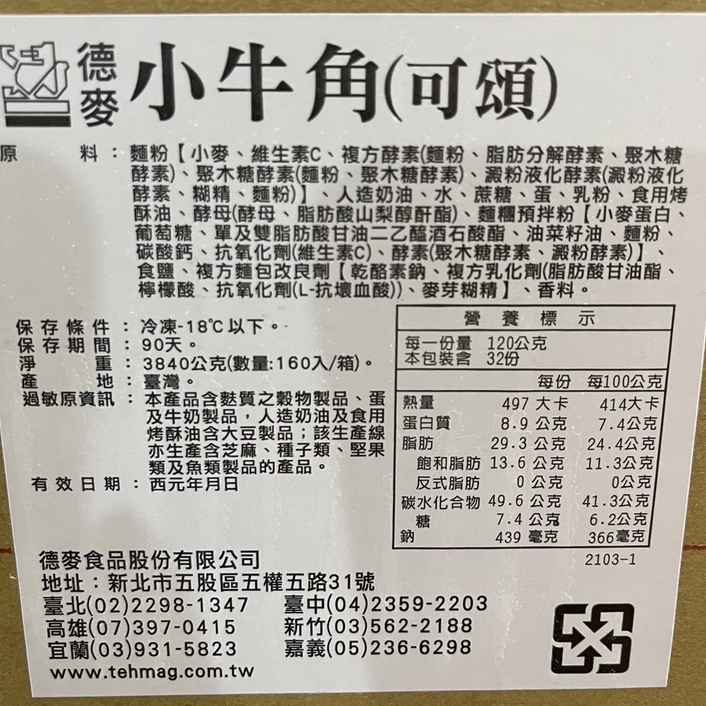 德麥 小牛角(可頌)
原 料：麵粉【小麥、維生素C、複方酵素(麵粉、脂肪分解酵素、聚木糖
酵素)、聚木糖酵素(麵粉、聚木糖酵素)、澱粉液化酵素(澱粉液化
酵素、糊精、麵粉)】、人造奶油、水、蔗糖、蛋、乳粉、食用烤
酥油、酵母(酵母、脂肪酸山梨醇酐酯)、麵糰預拌粉【小麥蛋白、
葡萄糖、單及雙脂肪酸甘油二乙醯酒石酸酯、油菜籽油、麵粉、
碳酸鈣、抗氧化劑(維生素C)、酵素(聚木糖酵素、澱粉酵素)】、
食鹽、複方麵包改良劑【乾酪素鈉、複方乳化劑(脂肪酸甘油酯、
檸檬酸、抗氧化劑(L-抗壞血酸))、麥芽糊精】、香料。
保存條件：冷凍-18℃以下。
保存期間：90天。
淨 重：3840公克(數量:160入/箱)。
產 地：臺灣。
過敏原資訊：本產品含麩質之穀物製品、蛋
及牛奶製品，人造奶油及食用
烤酥油含大豆製品；該生產線
亦生產含芝麻、種子類、堅果
類及魚類製品的產品。
有效日期：西元年月日
營養標示
每一份量 120公克
本包裝含 32份
每份 每100公克
熱量 497 大卡 414大卡
蛋白質 8.9 公克 7.4公克
脂肪 29.3 公克 24.4公克
飽和脂肪 13.6 公克 11.3公克
反式脂肪 0 公克 0公克
碳水化合物 49.6 公克 41.3公克
糖 7.4 公克 6.2公克
鈉 439 毫克 366毫克
2103-1
德麥食品股份有限公司
地址：新北市五股區五權五路31號
臺北(02)2298-1347 臺中(04)2359-2203
高雄(07)397-0415 新竹(03)562-2188
宜蘭(03)931-5823 嘉義(05)236-6298
www.tehmag.com.tw